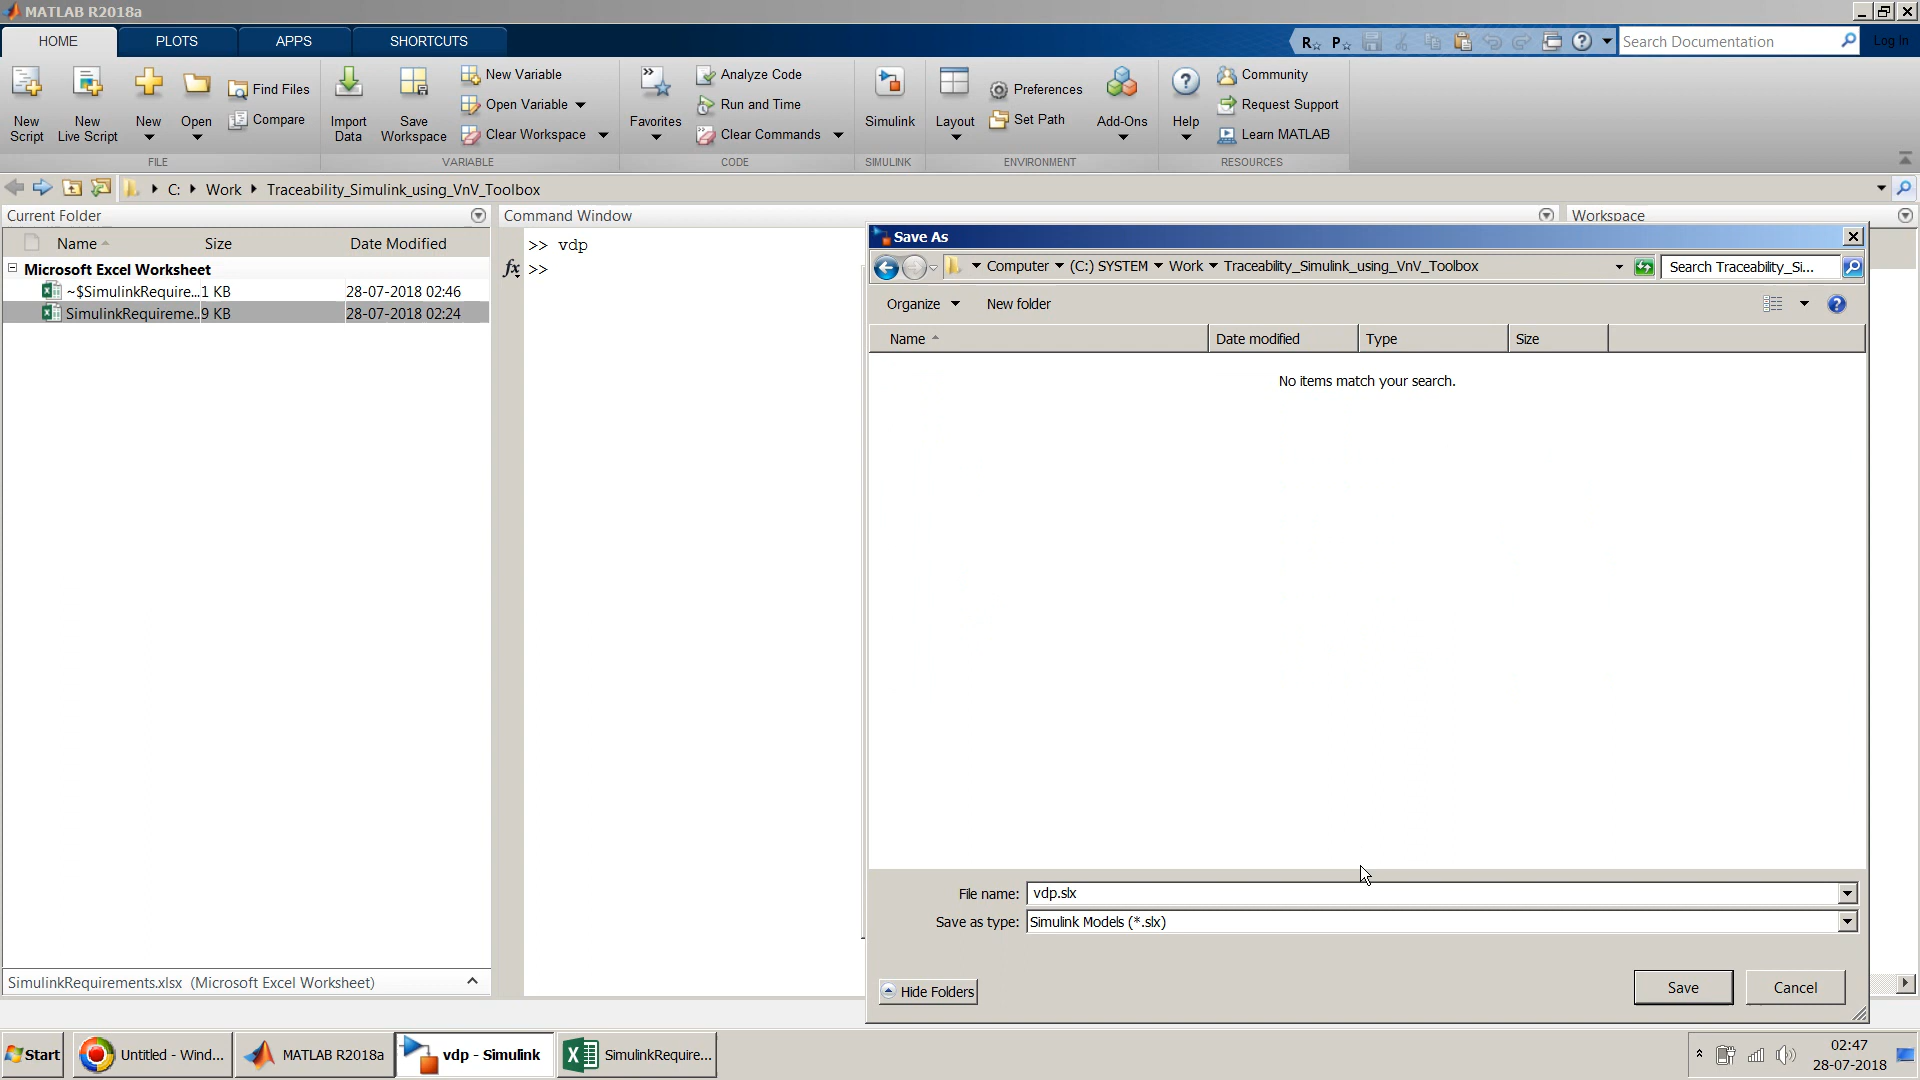 MATLAB R2018a
HOME PLOTS APPS SHORTCUTS
Search Documentation
Log In
New Script
New Live Script
New
Open
Find Files
Compare
Import Data
Save Workspace
New Variable
Open Variable
Clear Workspace
Favorites
Analyze Code
Run and Time
Clear Commands
Simulink
Layout
Preferences
Set Path
Add-Ons
Help
Community
Request Support
Learn MATLAB
FILE VARIABLE CODE SIMULINK ENVIRONMENT RESOURCES
C: Work Traceability_Simulink_using_VnV_Toolbox
Current Folder
Name Size Date Modified
Microsoft Excel Worksheet
~$SimulinkRequire... 1 KB 28-07-2018 02:46
SimulinkRequireme... 9 KB 28-07-2018 02:24
SimulinkRequirements.xlsx (Microsoft Excel Worksheet)
Command Window
>> vdp
fx >>
Workspace
Save As
Computer (C:) SYSTEM Work Traceability_Simulink_using_VnV_Toolbox
Search Traceability_Si...
Organize New folder
Name Date modified Type Size
No items match your search.
File name: vdp.slx
Save as type: Simulink Models (*.slx)
Hide Folders
Save Cancel
Start
Untitled - Wind...
MATLAB R2018a
vdp - Simulink
SimulinkRequire...
02:47
28-07-2018